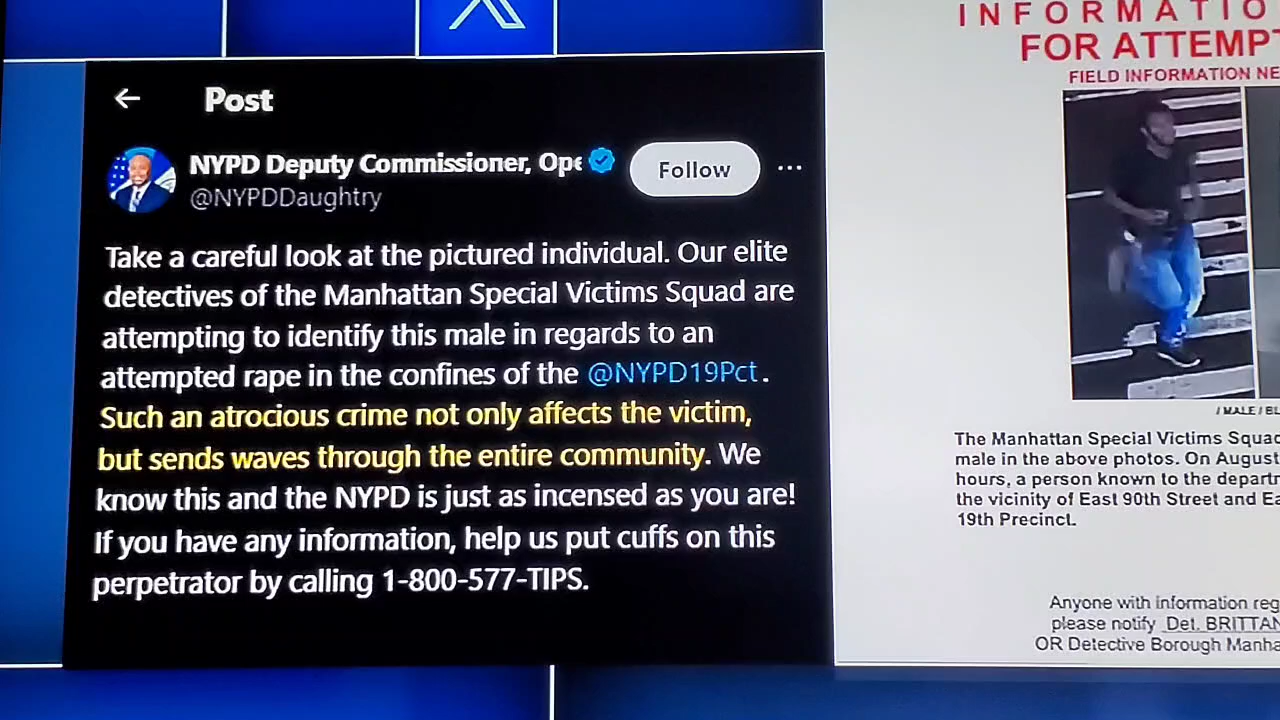 Post
NYPD Deputy Commissioner, Ope
Follow
@NYPDDaughtry
Take a careful look at the pictured individual. Our elite
detectives of the Manhattan Special Victims Squad are
attempting to identify this male in regards to an
attempted rape in the confines of the @NYPD19Pct.
Such an atrocious crime not only affects the victim,
but sends waves through the entire community. We
know this and the NYPD is just as incensed as you are!
If you have any information, help us put cuffs on this
perpetrator by calling 1-800-577-TIPS.
INFORMATIO
FOR ATTEMPT
FIELD INFORMATION NE
/ MALE / BL
The Manhattan Special Victims Squad
male in the above photos. On August
hours, a person known to the departm
the vicinity of East 90th Street and Ea
19th Precinct.
Anyone with information reg
please notify Det. BRITTAN
OR Detective Borough Manha